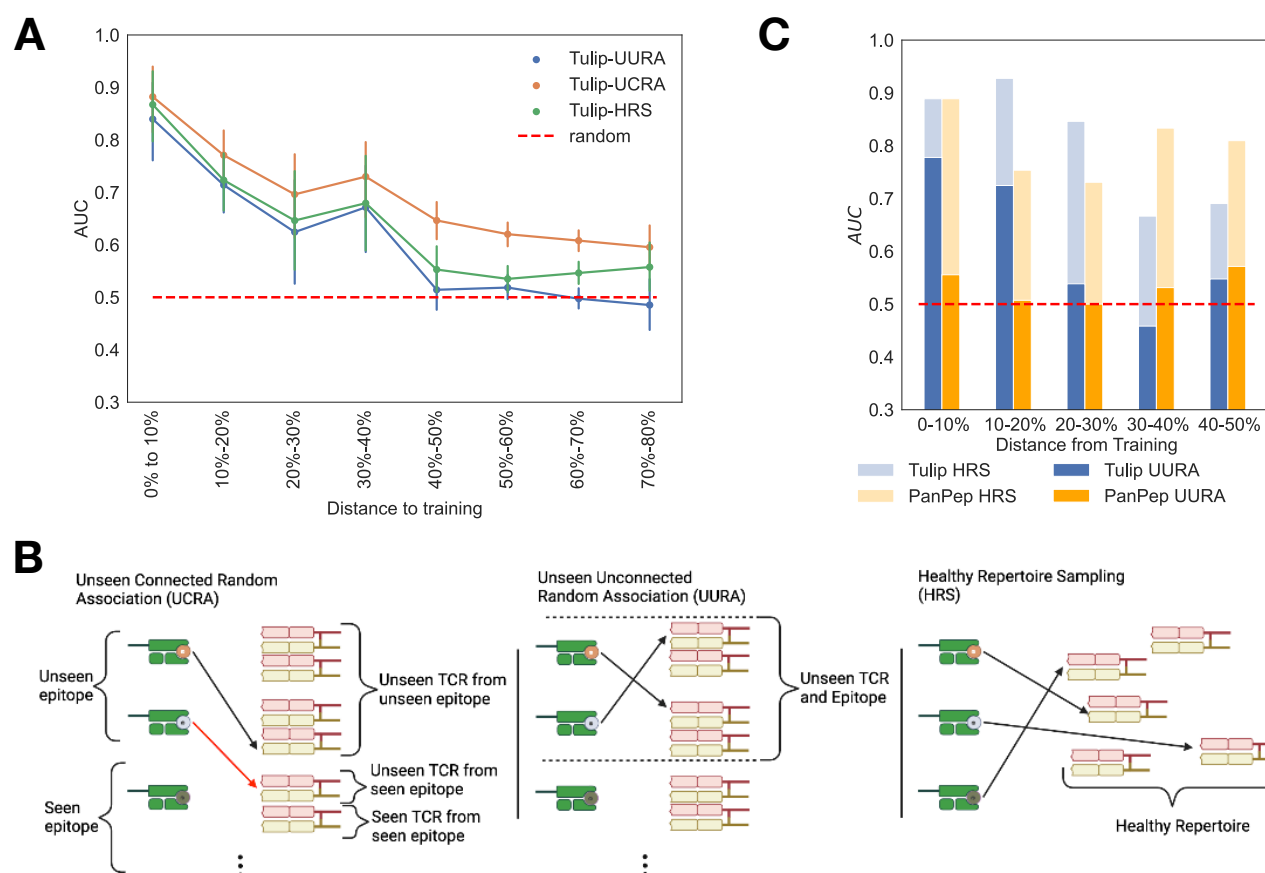 A
1.0
0.9
0.8
0.7
0.6
0.5
0.4
0.3
AUC
Tulip-UURA
Tulip-UCRA
Tulip-HRS
random
0% to 10%
10%-20%
20%-30%
30%-40%
40%-50%
50%-60%
60%-70%
70%-80%
Distance to training
C
1.0
0.9
0.8
0.7
0.6
0.5
0.4
0.3
AUC
0-10%
10-20%
20-30%
30-40%
40-50%
Distance from Training
Tulip HRS
Tulip UURA
PanPep HRS
PanPep UURA
B
Unseen Connected Random
Association (UCRA)
Unseen
epitope
Seen
epitope
Unseen TCR from
unseen epitope
Unseen TCR from
seen epitope
Seen TCR from
seen epitope
Unseen Unconnected
Random Association (UURA)
Unseen TCR
and Epitope
Healthy Repertoire Sampling
(HRS)
Healthy Repertoire